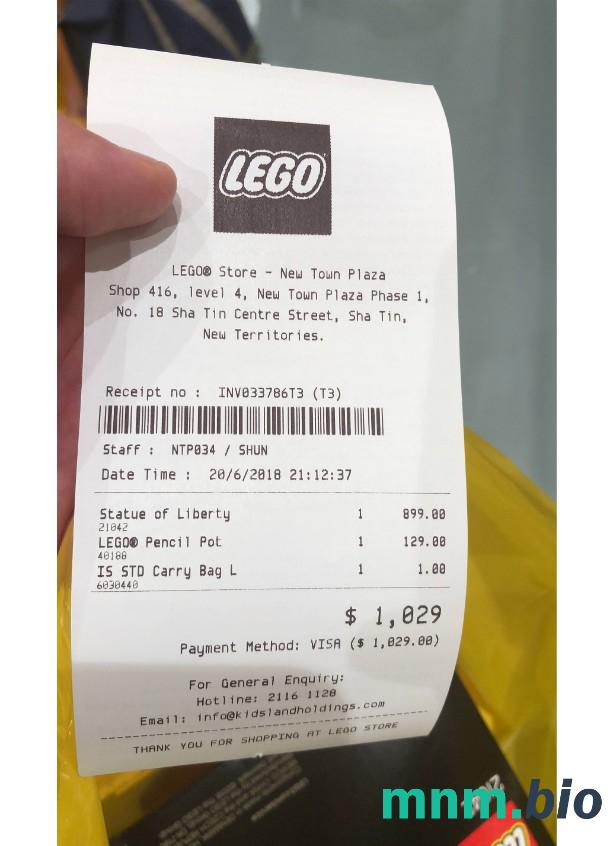 LEGO
LEGO® Store - New Town Plaza
Shop 416, level 4, New Town Plaza Phase 1,
No. 18 Sha Tin Centre Street, Sha Tin,
New Territories.
Receipt no : INV033786T3 (T3)
Staff : NTP034 / SHUN
Date Time : 20/6/2018 21:12:37
Statue of Liberty 1 899.00
21042
LEGO® Pencil Pot 1 129.00
40188
IS STD Carry Bag L 1 1.00
6030440
$ 1,029
Payment Method: VISA ($ 1,029.00)
For General Enquiry:
Hotline: 2116 1128
Email: info@kidslandholdings.com
THANK YOU FOR SHOPPING AT LEGO STORE
mnm.bio